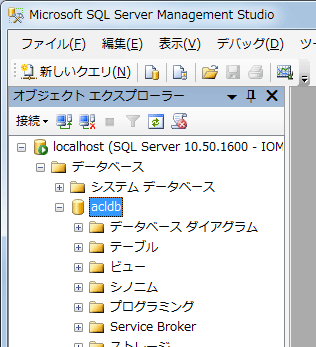 Microsoft SQL Server Management Studio
ファイル(F) 編集(E) 表示(V) デバッグ(D) ツー
新しいクエリ(N)
オブジェクト エクスプローラー
接続
localhost (SQL Server 10.50.1600 - IOM
データベース
システム データベース
acldb
データベース ダイアグラム
テーブル
ビュー
シノニム
プログラミング
Service Broker
ストレージ